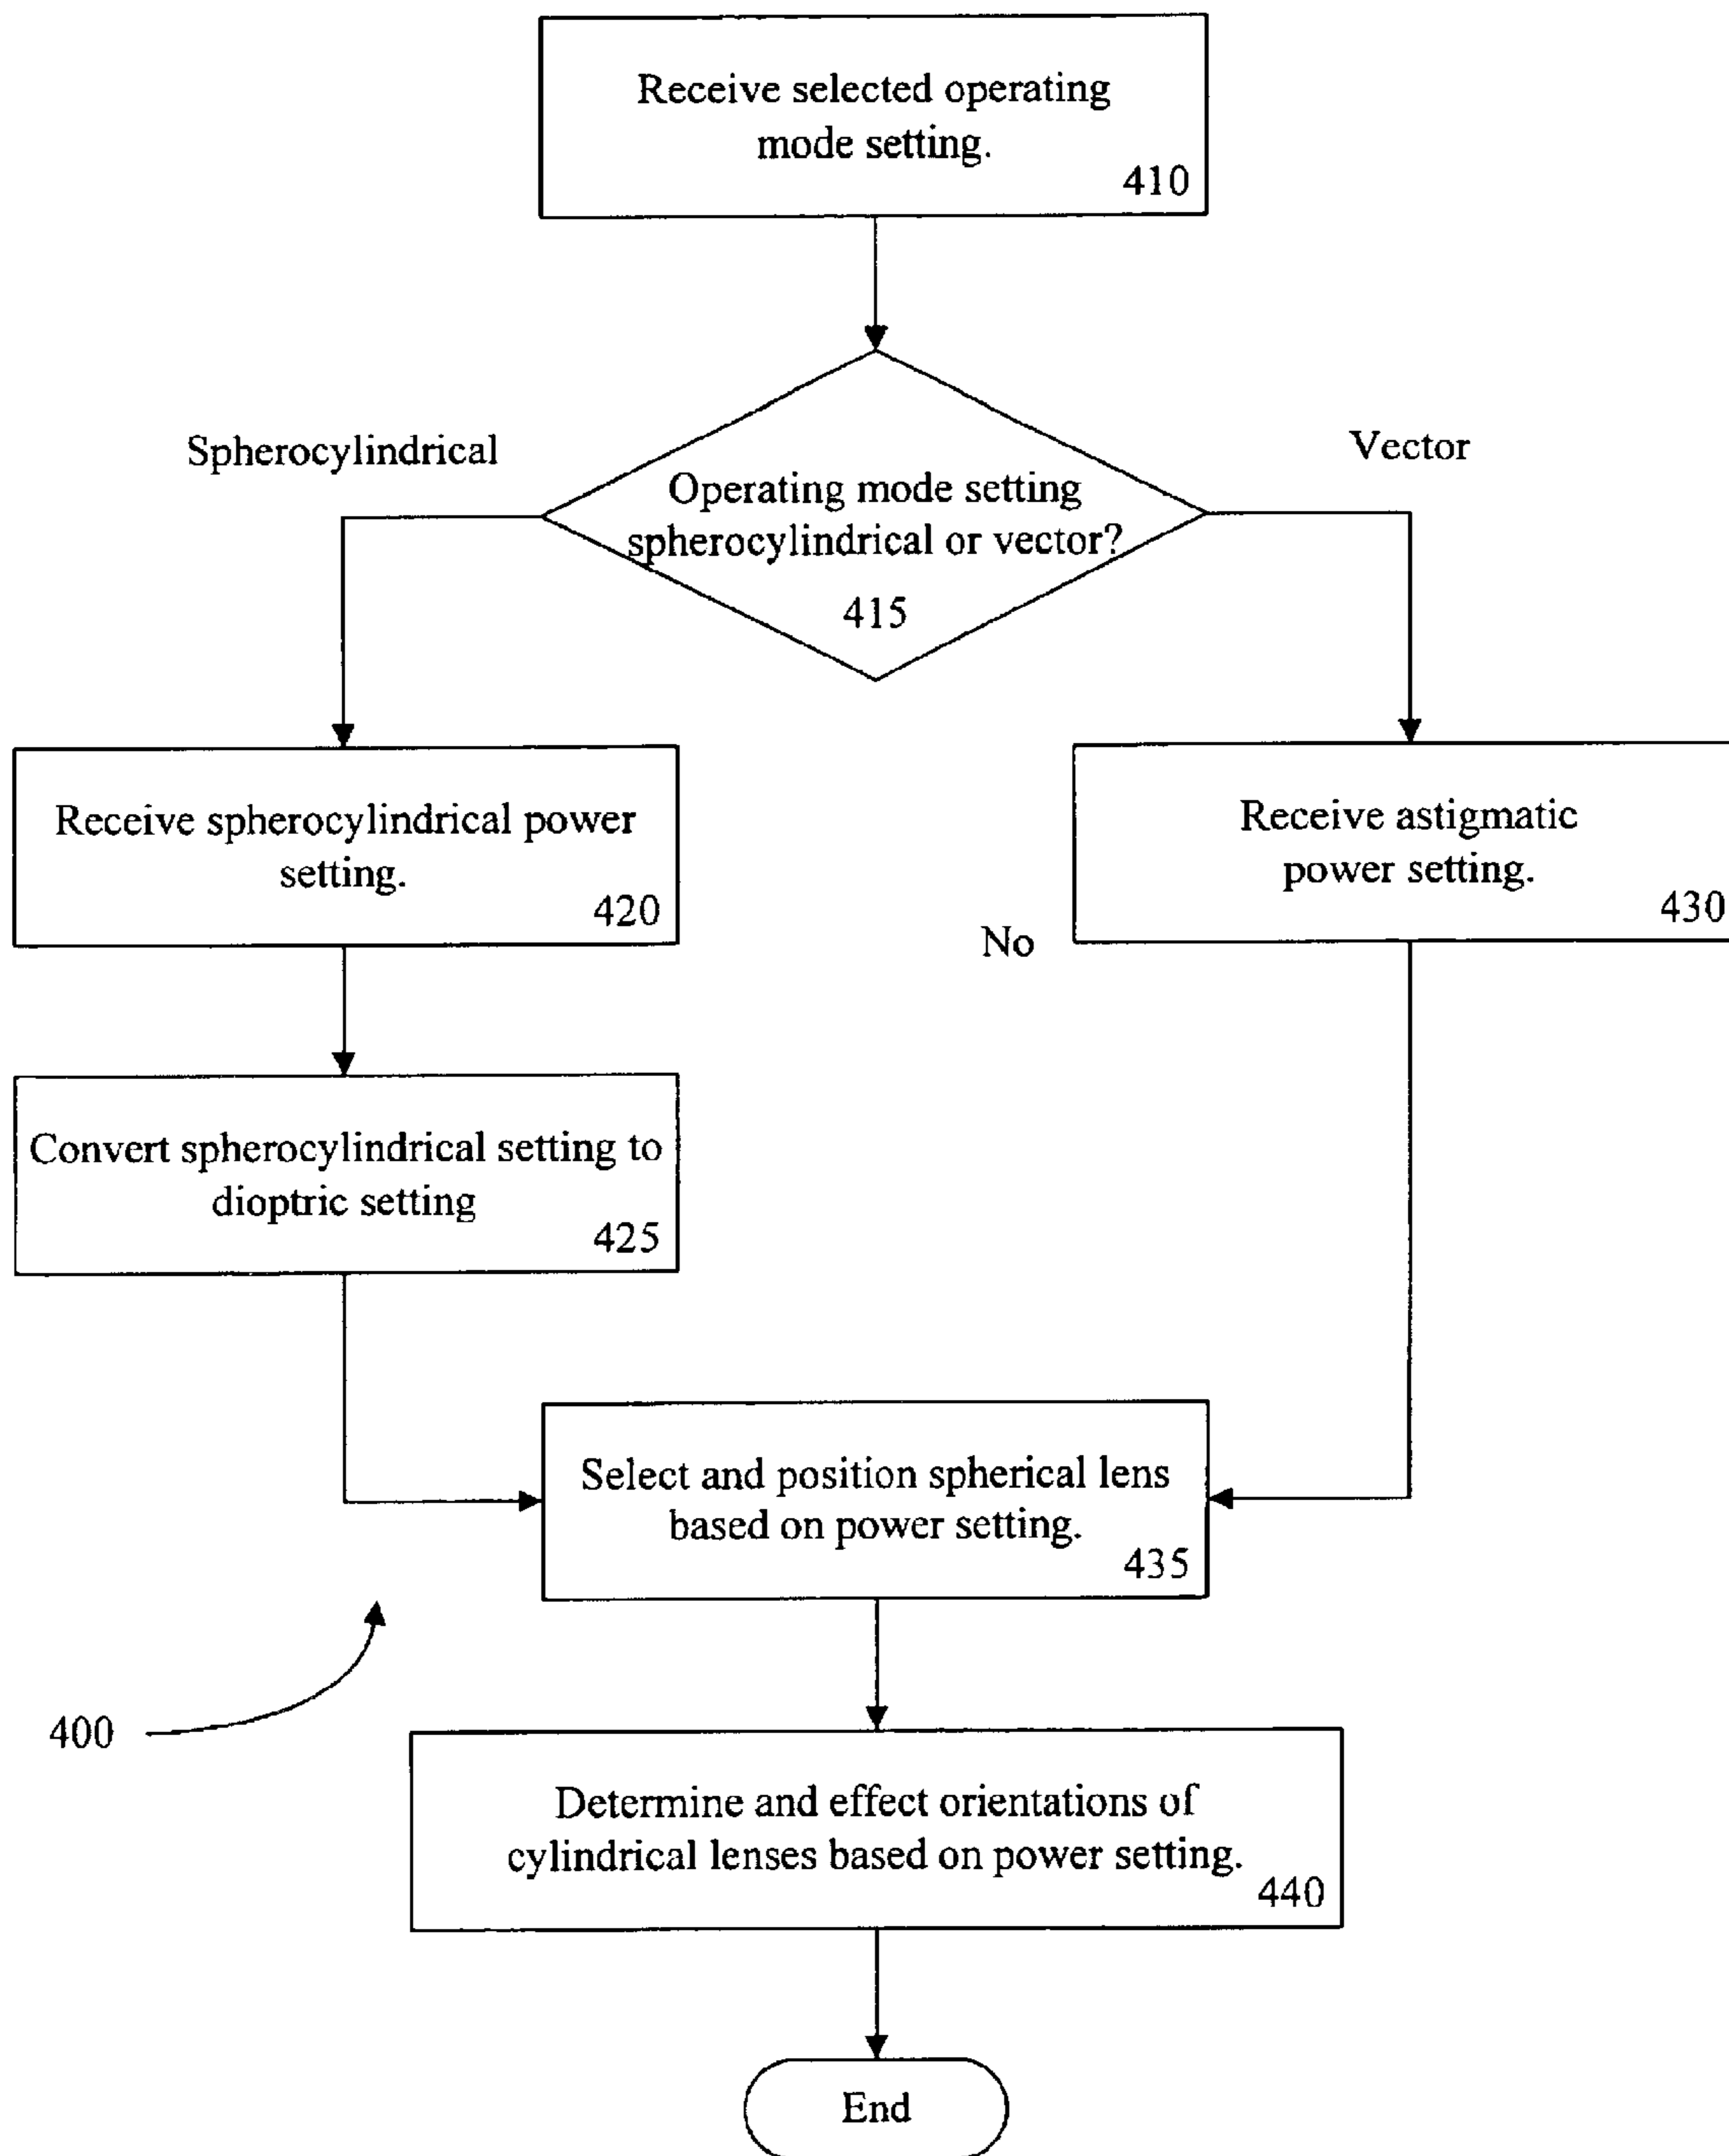 Receive selected operating
mode setting.
410
Spherocylindrical
Vector
Operating mode setting
spherocylindrical or vector?
415
Receive spherocylindrical power
setting.
420
Receive astigmatic
power setting.
430
No
Convert spherocylindrical setting to
dioptric setting
425
Select and position spherical lens
based on power setting.
435
400
Determine and effect orientations of
cylindrical lenses based on power setting.
440
End